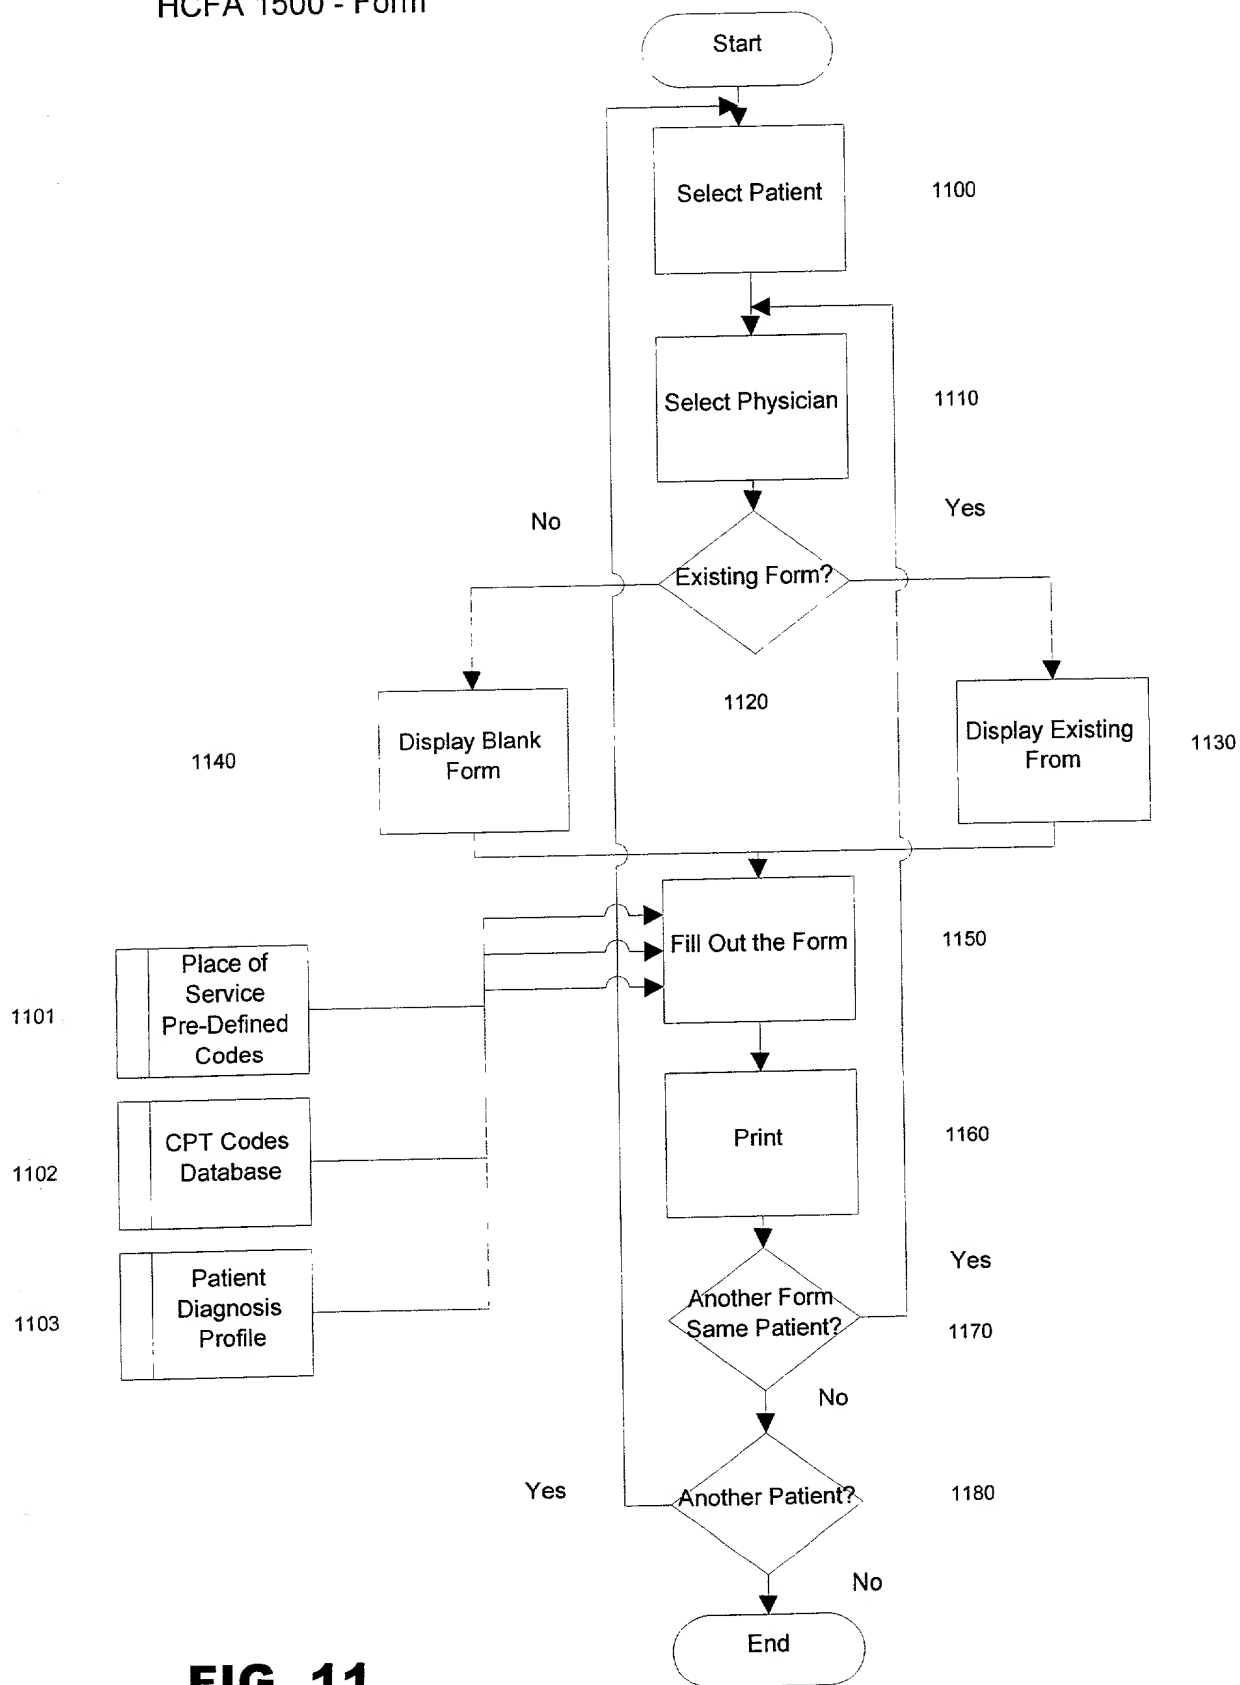 HCFA 1500 - Form
Start
Select Patient
1100
Select Physician
1110
No
Yes
Existing Form?
1120
1140
Display Blank
Form
Display Existing
From
1130
Fill Out the Form
1150
1101
Place of
Service
Pre-Defined
Codes
Print
1160
1102
CPT Codes
Database
1103
Patient
Diagnosis
Profile
Yes
Another Form
Same Patient?
1170
No
Yes
Another Patient?
1180
No
End
FIG. 11